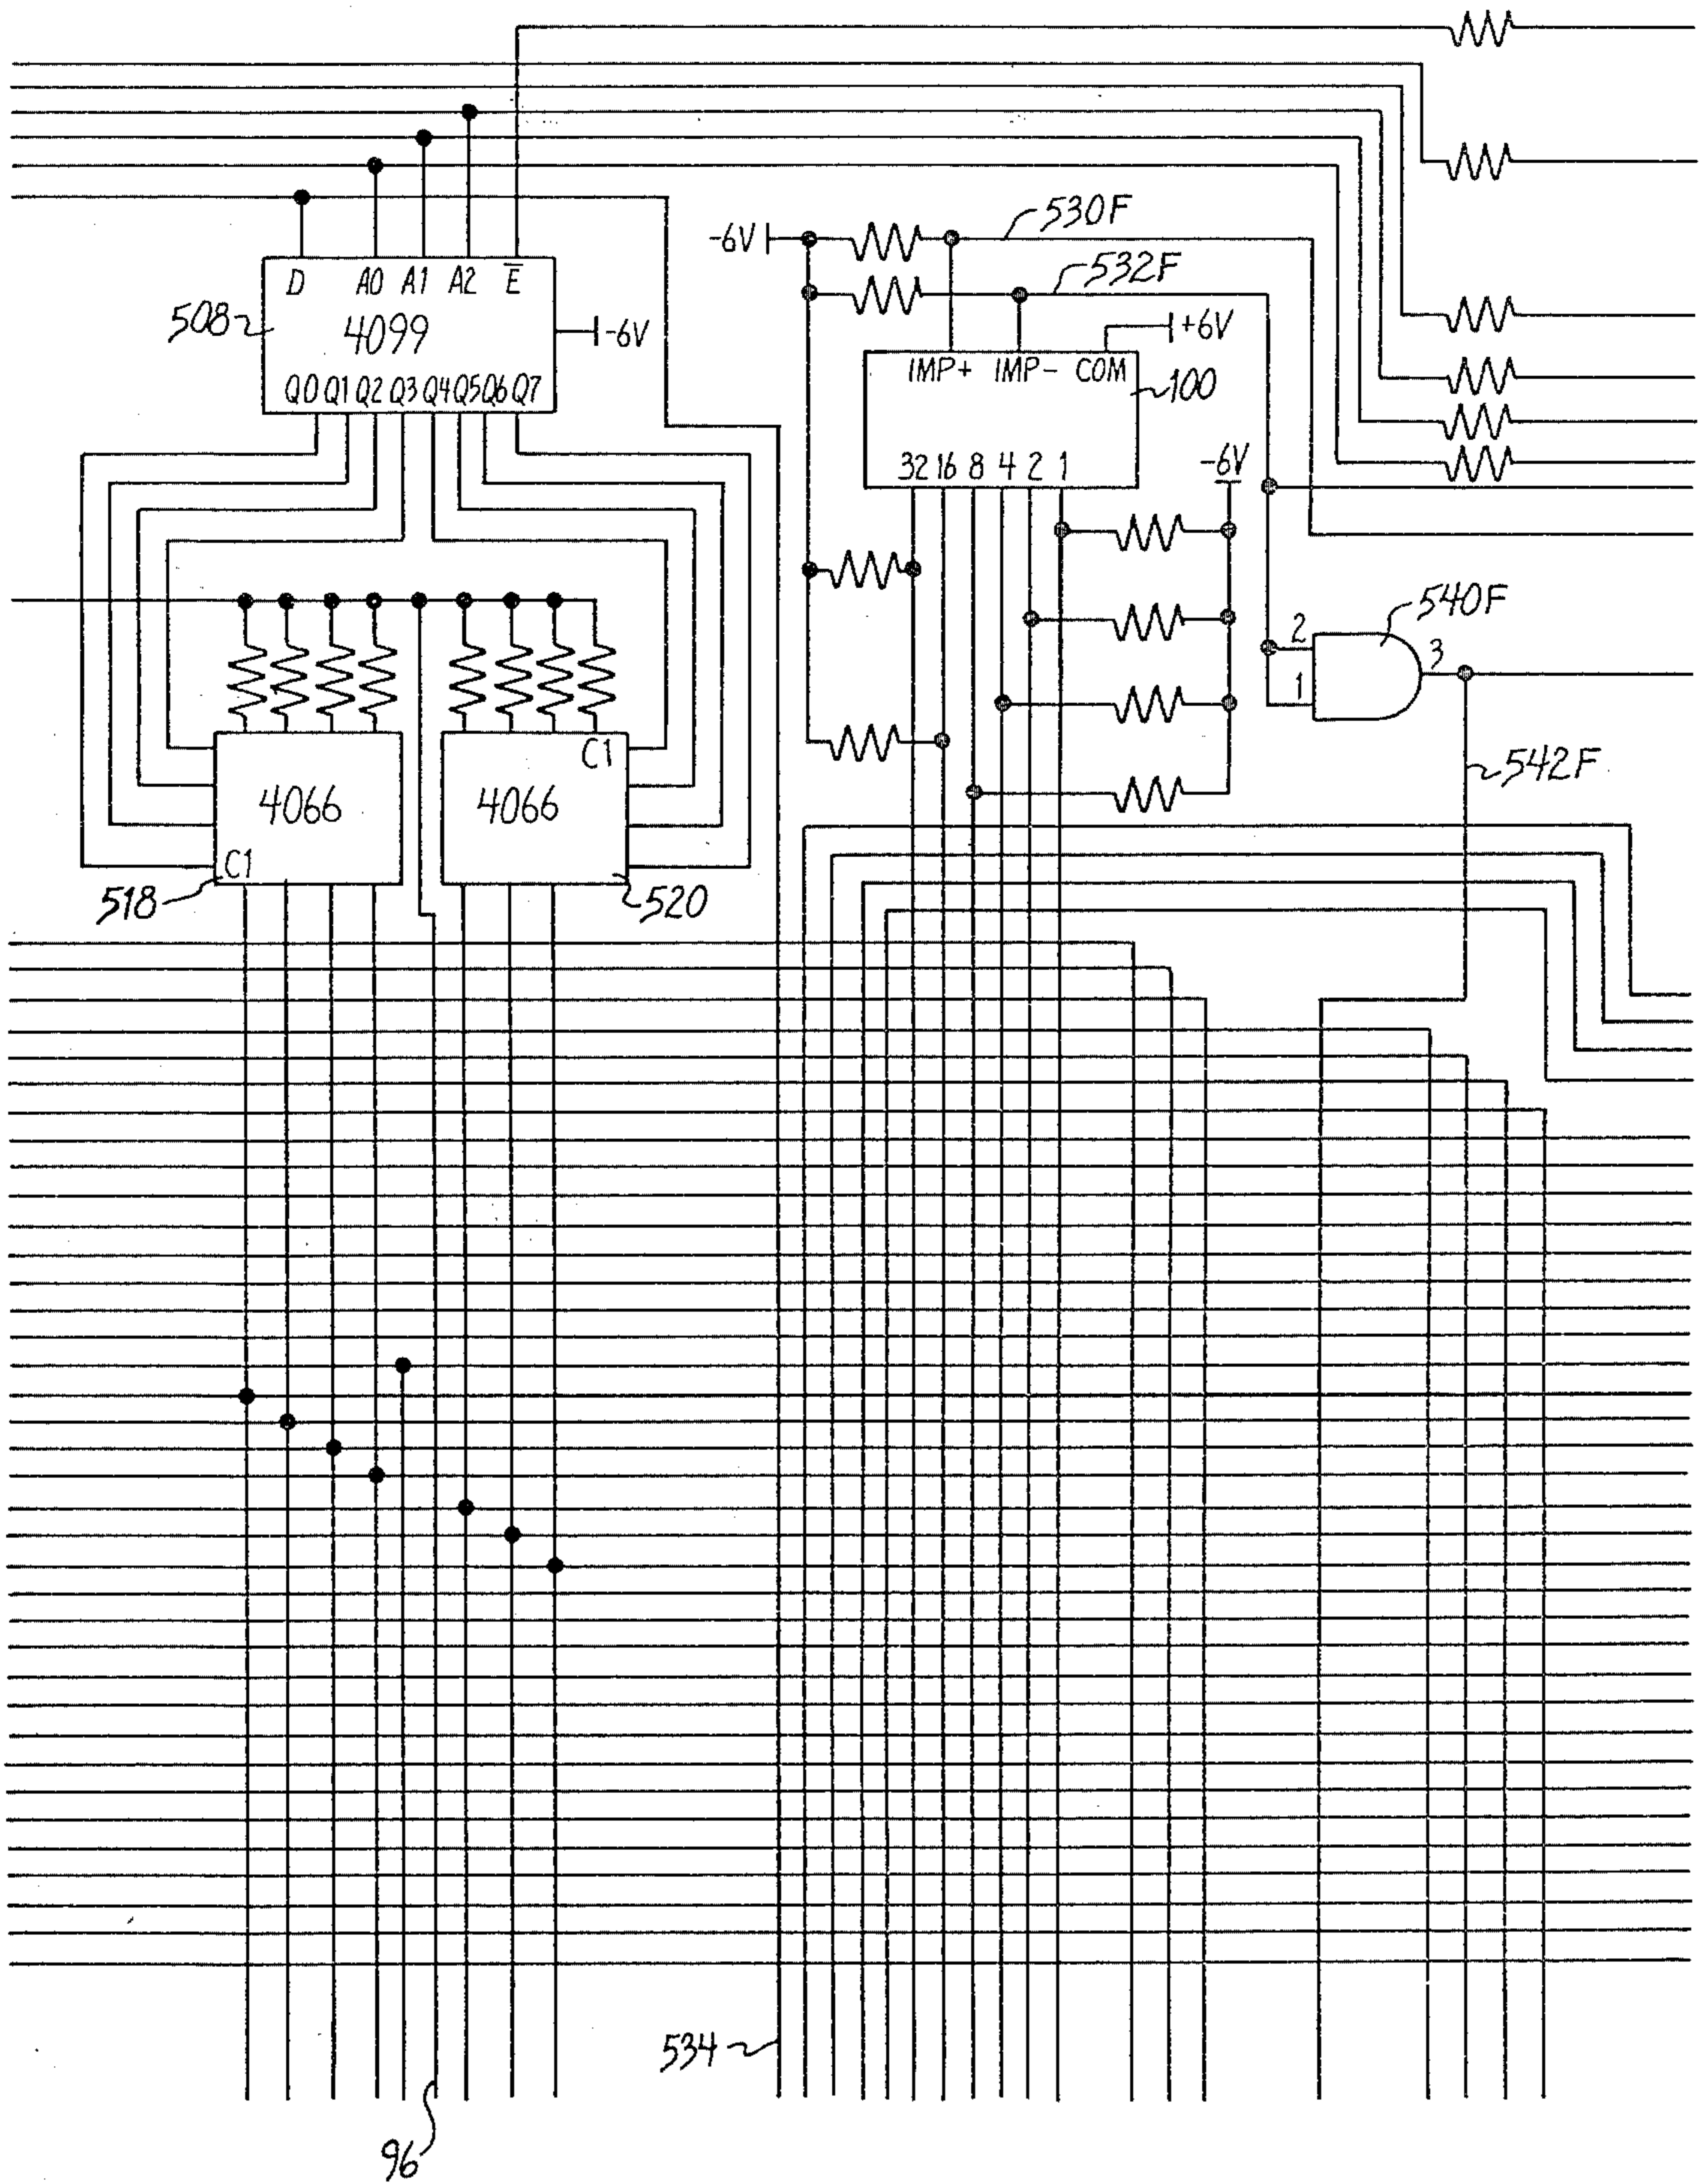 530F
-6V
532F
D A0 A1 A2 E̅
508
4099
-6V
+6V
IMP+ IMP- COM
100
Q0 Q1 Q2 Q3 Q4 Q5 Q6 Q7
32 16 8 4 2 1
-6V
540F
2
3
1
C1
542F
4066
4066
C1
518
520
534
96